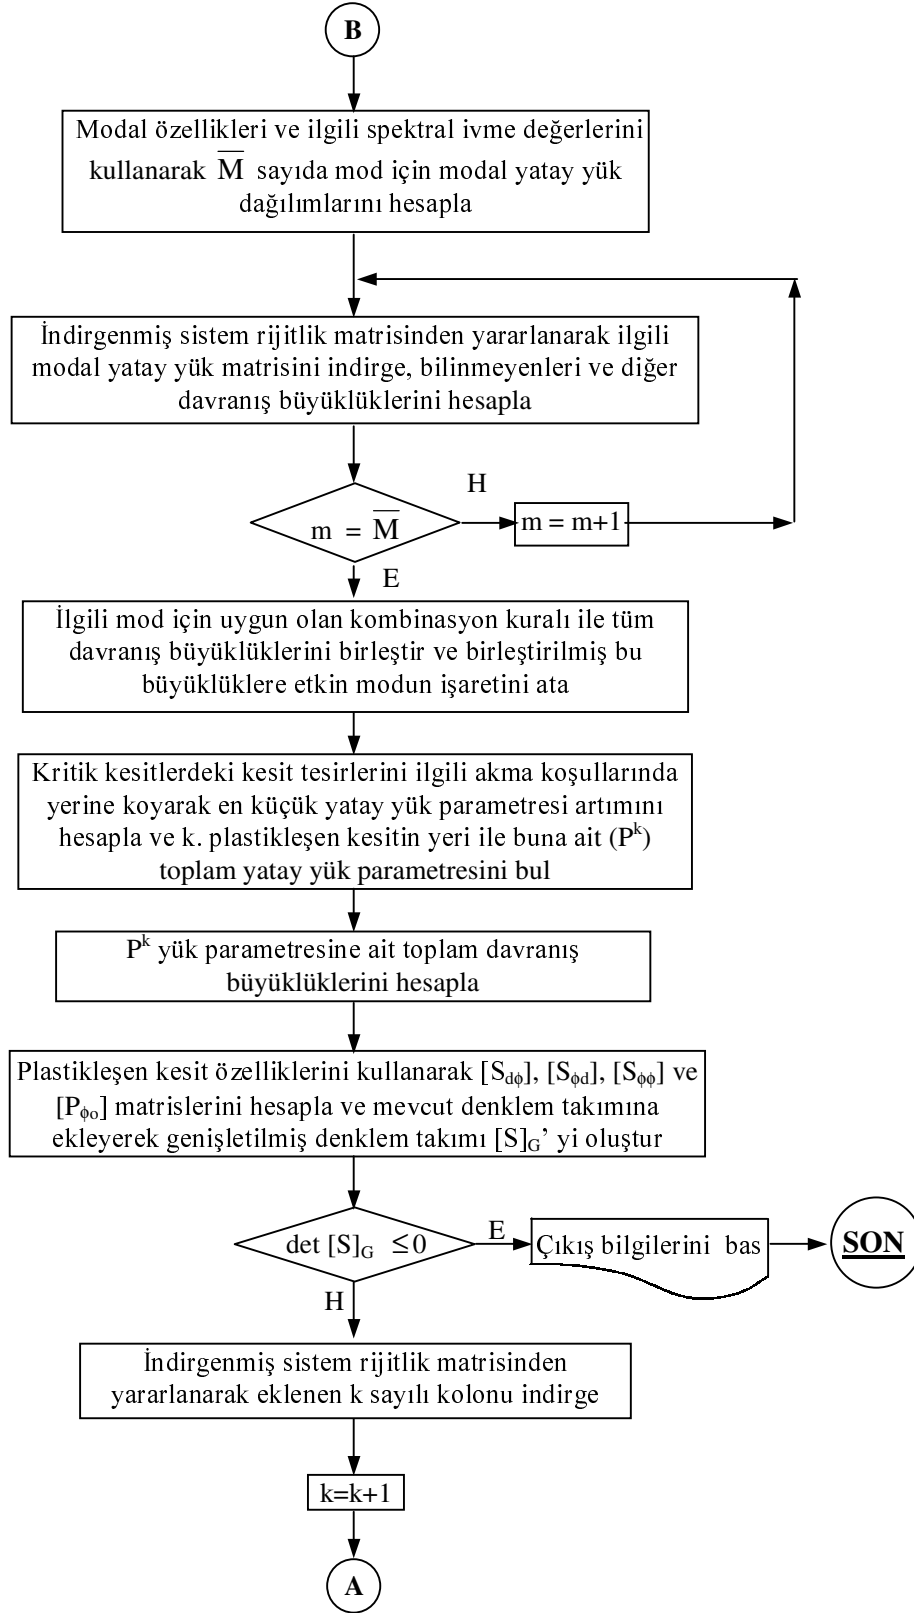 B
Modal özellikleri ve ilgili spektral ivme değerlerini
kullanarak M̅ sayıda mod için modal yatay yük
dağılımlarını hesapla
İndirgenmiş sistem rijitlik matrisinden yararlanarak ilgili
modal yatay yük matrisini indirge, bilinmeyenleri ve diğer
davranış büyüklüklerini hesapla
H
m = M̅
m = m+1
E
İlgili mod için uygun olan kombinasyon kuralı ile tüm
davranış büyüklüklerini birleştir ve birleştirilmiş bu
büyüklüklere etkin modun işaretini ata
Kritik kesitlerdeki kesit tesirlerini ilgili akma koşullarında
yerine koyarak en küçük yatay yük parametresi artımını
hesapla ve k. plastikleşen kesitin yeri ile buna ait (Pᵏ)
toplam yatay yük parametresini bul
Pᵏ yük parametresine ait toplam davranış
büyüklüklerini hesapla
Plastikleşen kesit özelliklerini kullanarak [S_dϕ], [S_ϕd], [S_ϕϕ] ve
[P_ϕo] matrislerini hesapla ve mevcut denklem takımına
ekleyerek genişletilmiş denklem takımı [S]_G’ yi oluştur
det [S]_G ≤0
E
Çıkış bilgilerini bas
SON
H
İndirgenmiş sistem rijitlik matrisinden
yararlanarak eklenen k sayılı kolonu indirge
k=k+1
A